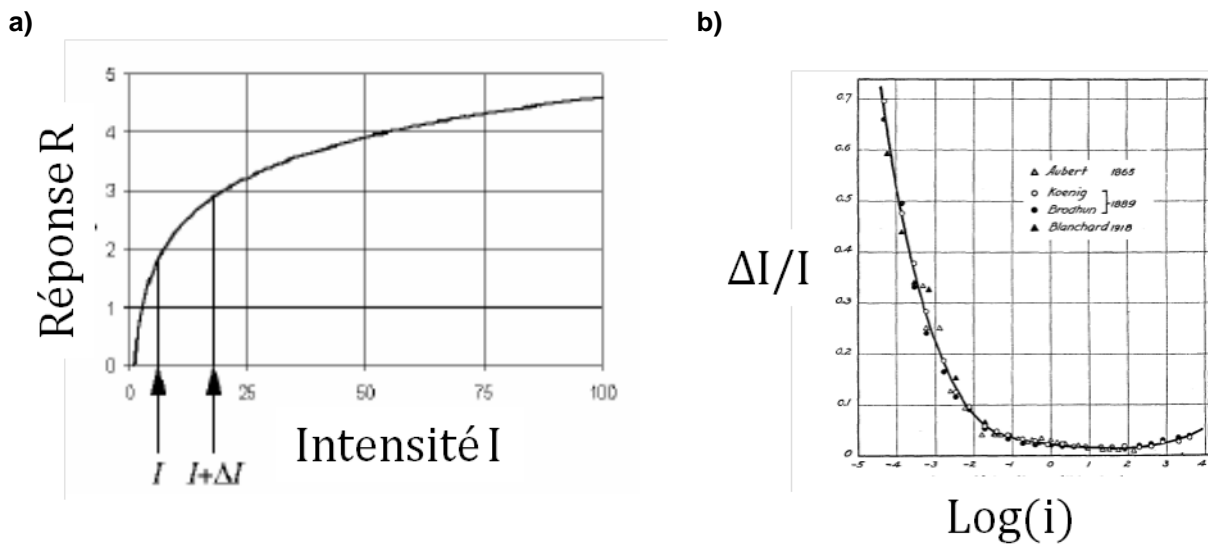 a)
b)
Réponse R
5
4
3
2
1
0
0 25 50 75 100
Intensité I
I I+ΔI
ΔI/I
0.7
0.6
0.5
0.4
0.3
0.2
0.1
0
△ Aubert 1865
○ Koenig
● Brodhun ] 1889
▲ Blanchard 1918
-5 -4 -3 -2 -1 0 1 2 3 4
Log(i)